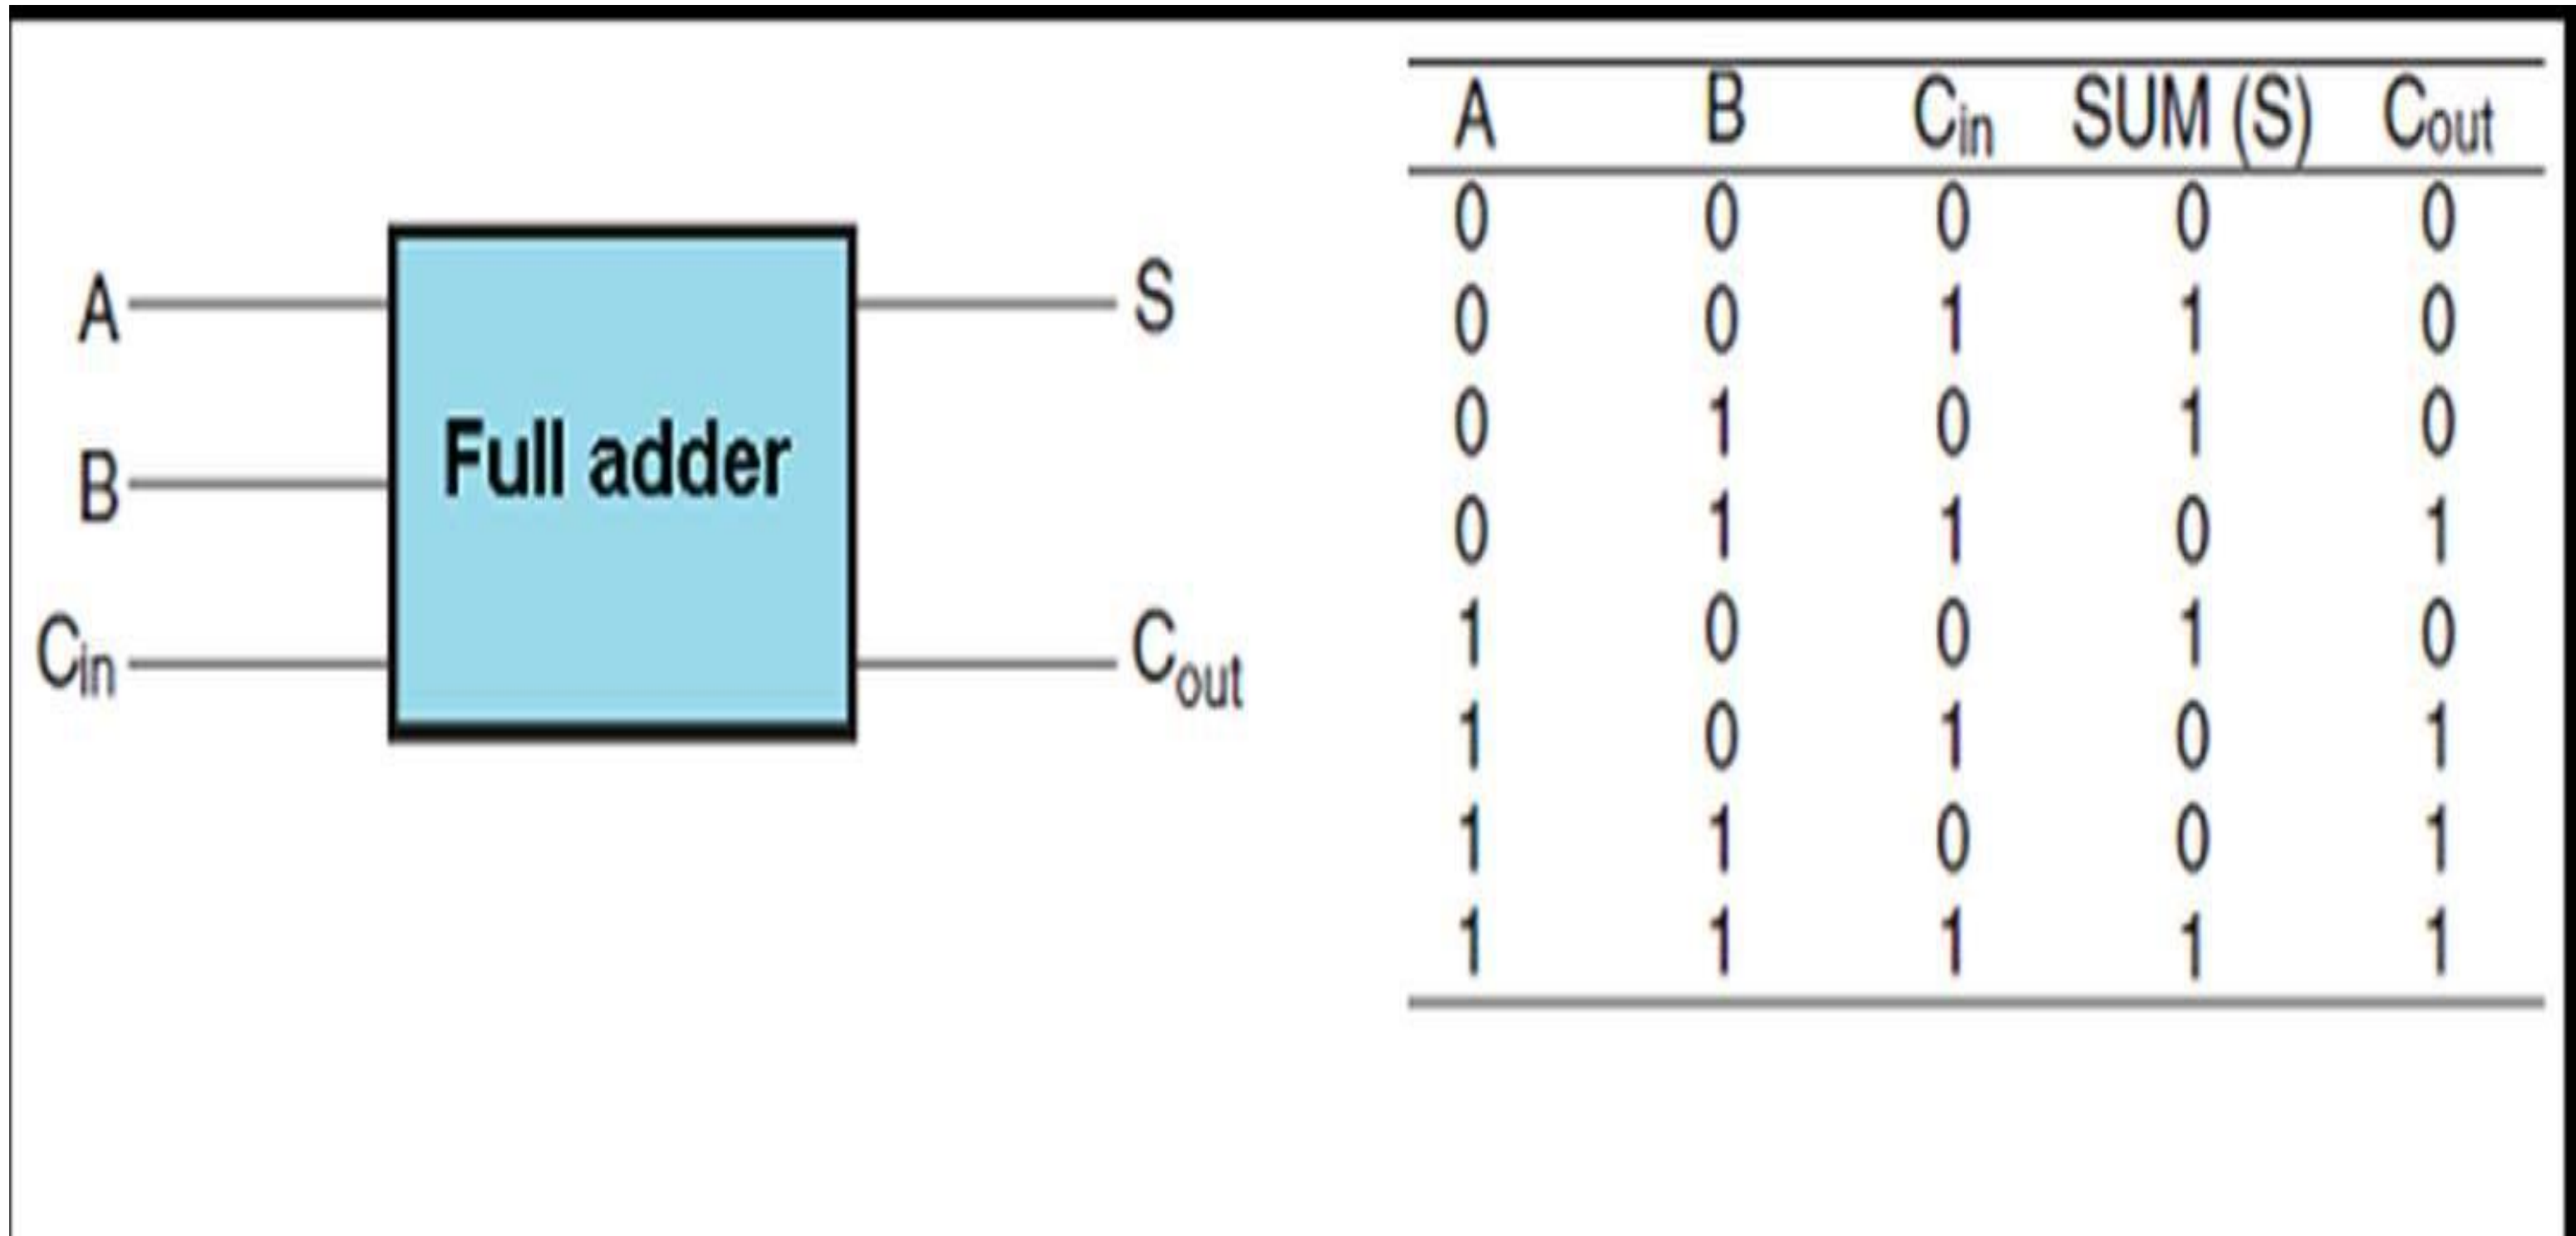 A
B
Cin
Full adder
S
Cout
A B Cin SUM (S) Cout
0 0 0 0 0
0 0 1 1 0
0 1 0 1 0
0 1 1 0 1
1 0 0 1 0
1 0 1 0 1
1 1 0 0 1
1 1 1 1 1